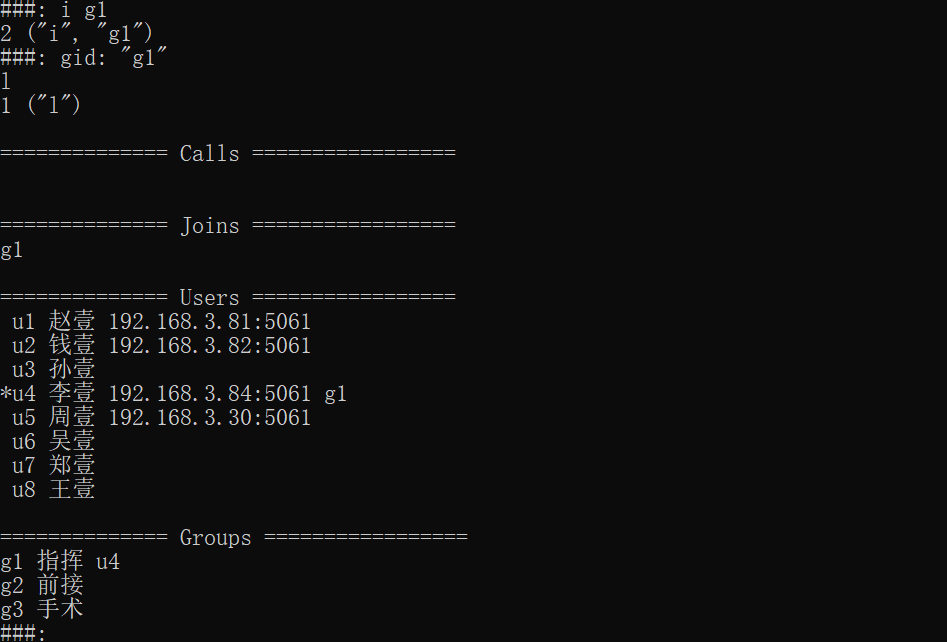 ###: i g1
2 ("i", "g1")
###: gid: "g1"
l
1 ("l")
============== Calls =================
============== Joins =================
g1
============== Users =================
u1 赵壹 192.168.3.81:5061
u2 钱壹 192.168.3.82:5061
u3 孙壹
*u4 李壹 192.168.3.84:5061 g1
u5 周壹 192.168.3.30:5061
u6 吴壹
u7 郑壹
u8 王壹
============== Groups =================
g1 指挥 u4
g2 前接
g3 手术
###: